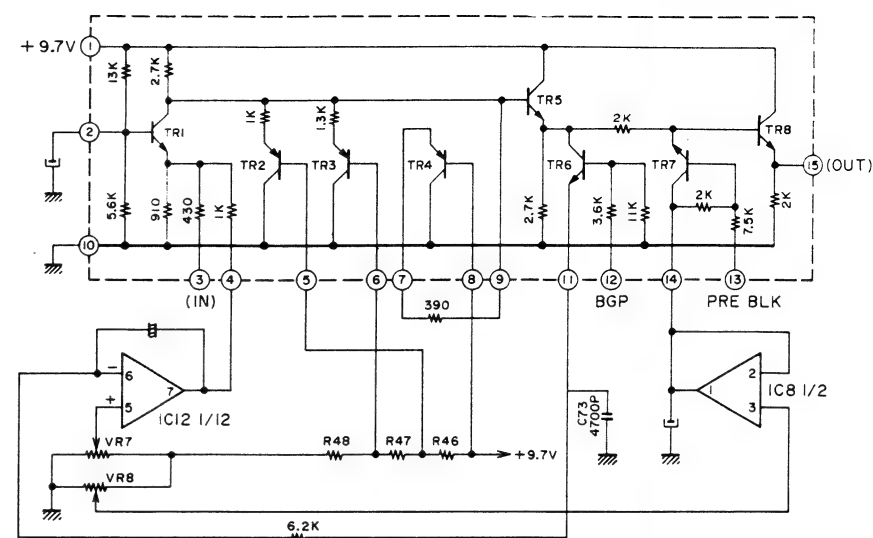 +9.7V 1
13K
2.7K
2
TR1
1K
TR2
1.3K
TR3
TR4
TR5
2K
TR6
TR7
TR8
15 (OUT)
5.6K
910
430
1K
2.7K
3.6K
11K
2K
7.5K
2K
10
3
4
5
6
7
8
9
11
12
14
13
(IN)
BGP
PRE BLK
390
-
6
7
+
5
IC12 1/2
2
1
3
IC8 1/2
C73
4700P
VR7
R48
R47
R46
+9.7V
VR8
6.2K